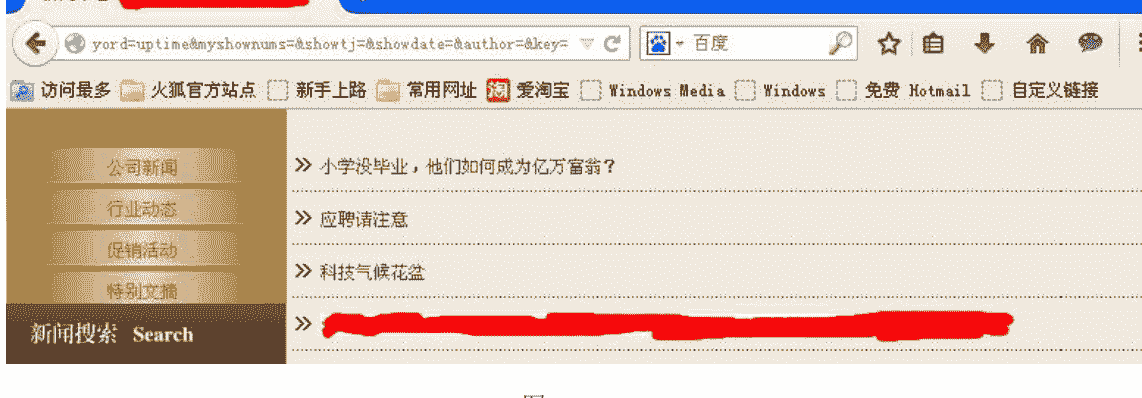 yord=uptime&myshownums=&showtj=&showdate=&author=&key=
百度
访问最多 火狐官方站点 新手上路 常用网址 淘 爱淘宝 Windows Media Windows 免费 Hotmail 自定义链接
公司新闻
行业动态
促销活动
特别文摘
新闻搜索 Search
小学没毕业，他们如何成为亿万富翁？
应聘请注意
科技气候花盆